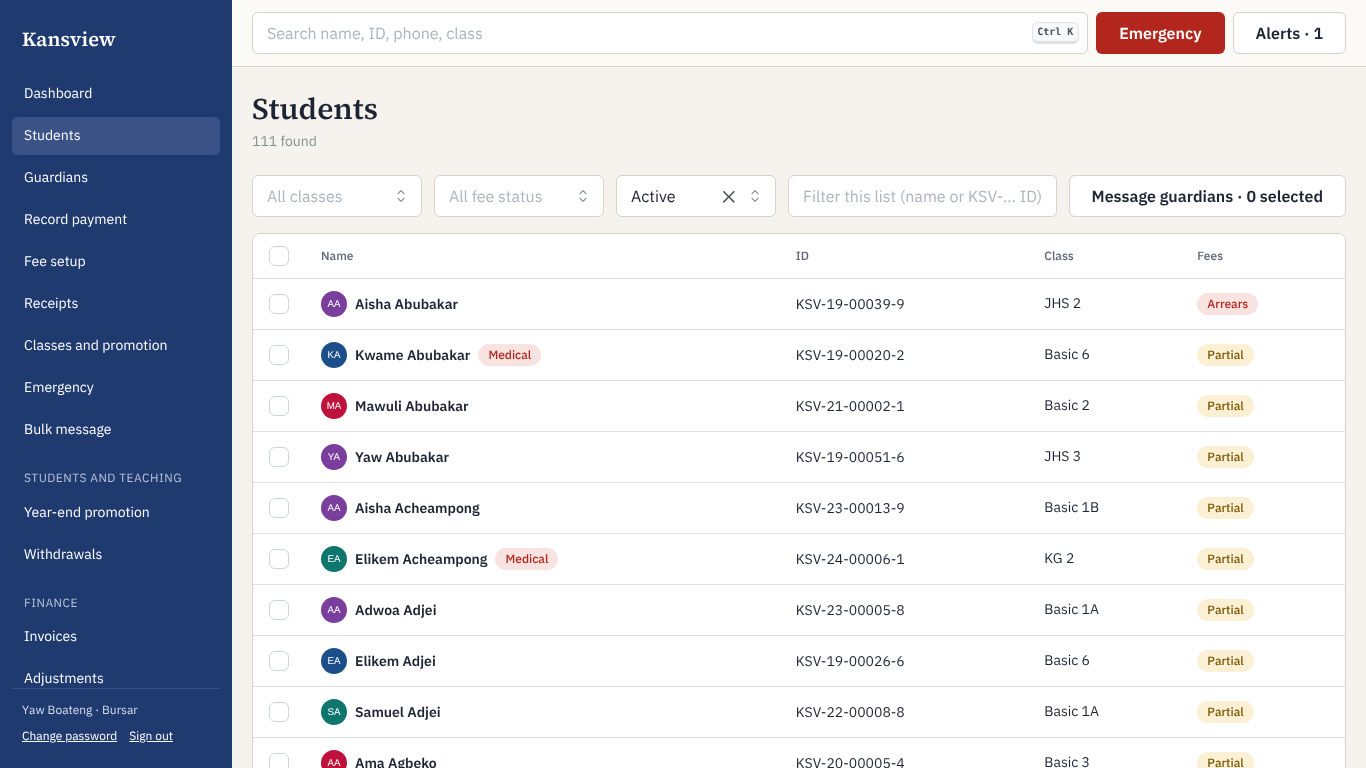 Kansview
Dashboard
Students
Guardians
Record payment
Fee setup
Receipts
Classes and promotion
Emergency
Bulk message
STUDENTS AND TEACHING
Year-end promotion
Withdrawals
FINANCE
Invoices
Adjustments
Yaw Boateng · Bursar
Change password Sign out
Search name, ID, phone, class Ctrl K Emergency Alerts · 1
Students
111 found
All classes All fee status Active Filter this list (name or KSV-… ID) Message guardians · 0 selected
Name ID Class Fees
AA Aisha Abubakar KSV-19-00039-9 JHS 2 Arrears
KA Kwame Abubakar Medical KSV-19-00020-2 Basic 6 Partial
MA Mawuli Abubakar KSV-21-00002-1 Basic 2 Partial
YA Yaw Abubakar KSV-19-00051-6 JHS 3 Partial
AA Aisha Acheampong KSV-23-00013-9 Basic 1B Partial
EA Elikem Acheampong Medical KSV-24-00006-1 KG 2 Partial
AA Adwoa Adjei KSV-23-00005-8 Basic 1A Partial
EA Elikem Adjei KSV-19-00026-6 Basic 6 Partial
SA Samuel Adjei KSV-22-00008-8 Basic 1A Partial
AA Ama Agbeko KSV-20-00005-4 Basic 3 Partial